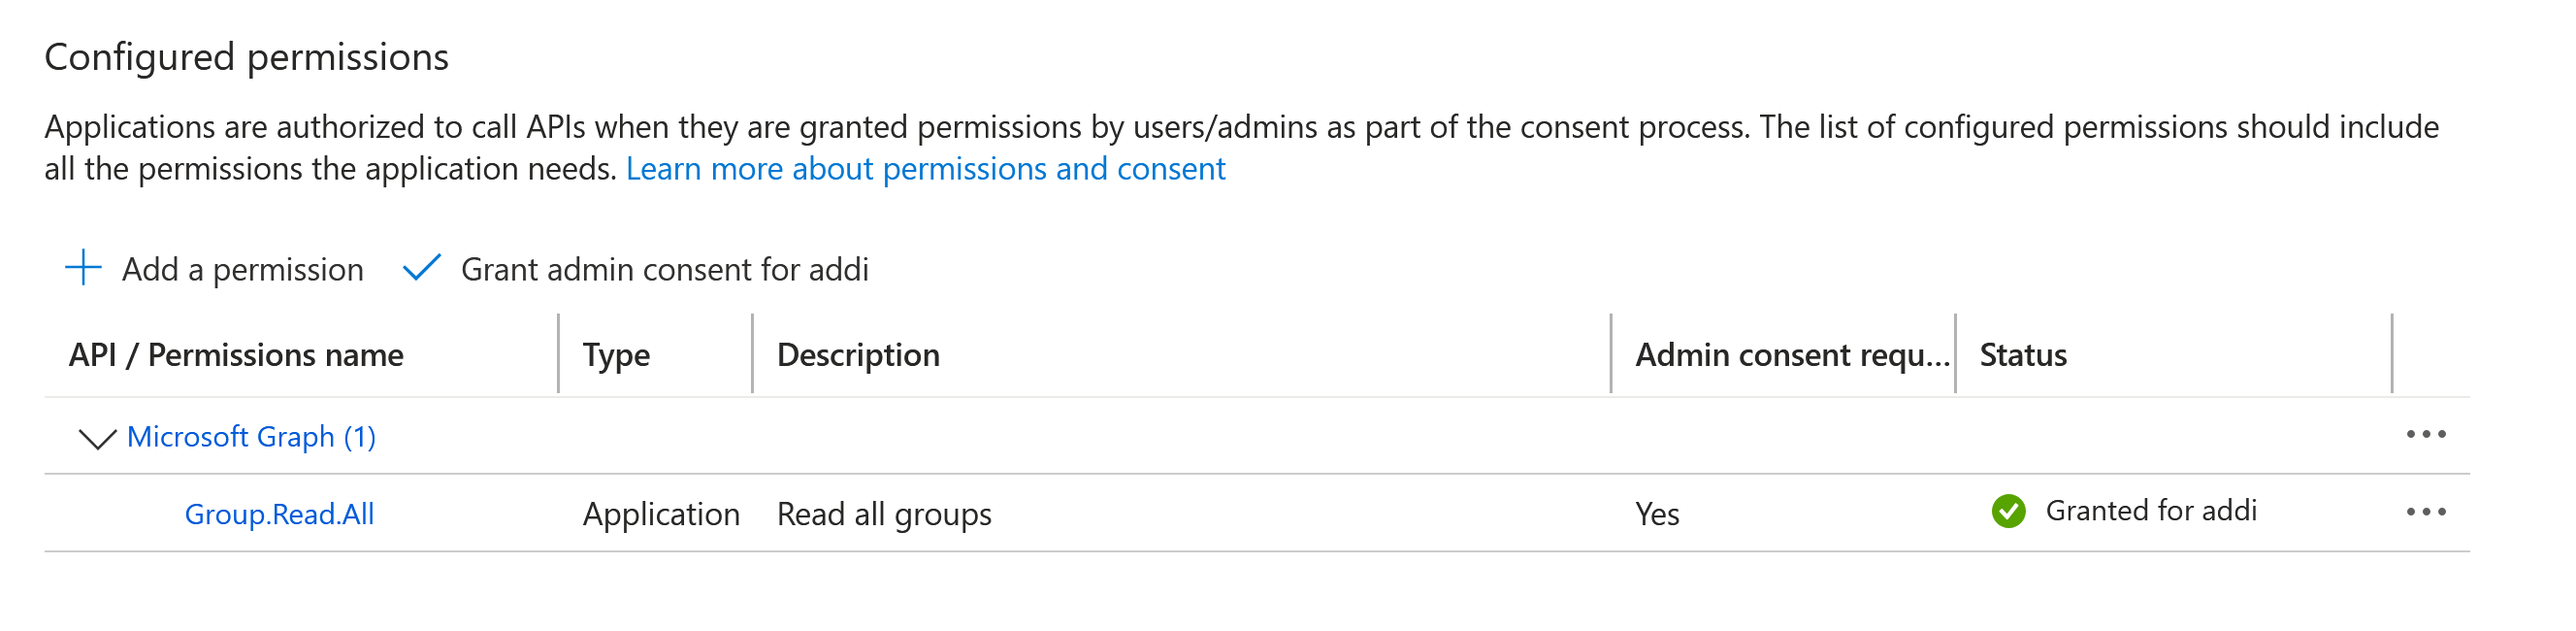 Configured permissions
Applications are authorized to call APIs when they are granted permissions by users/admins as part of the consent process. The list of configured permissions should include
all the permissions the application needs. Learn more about permissions and consent
Add a permission Grant admin consent for addi
API / Permissions name Type Description Admin consent requ... Status
Microsoft Graph (1)
Group.Read.All Application Read all groups Yes Granted for addi